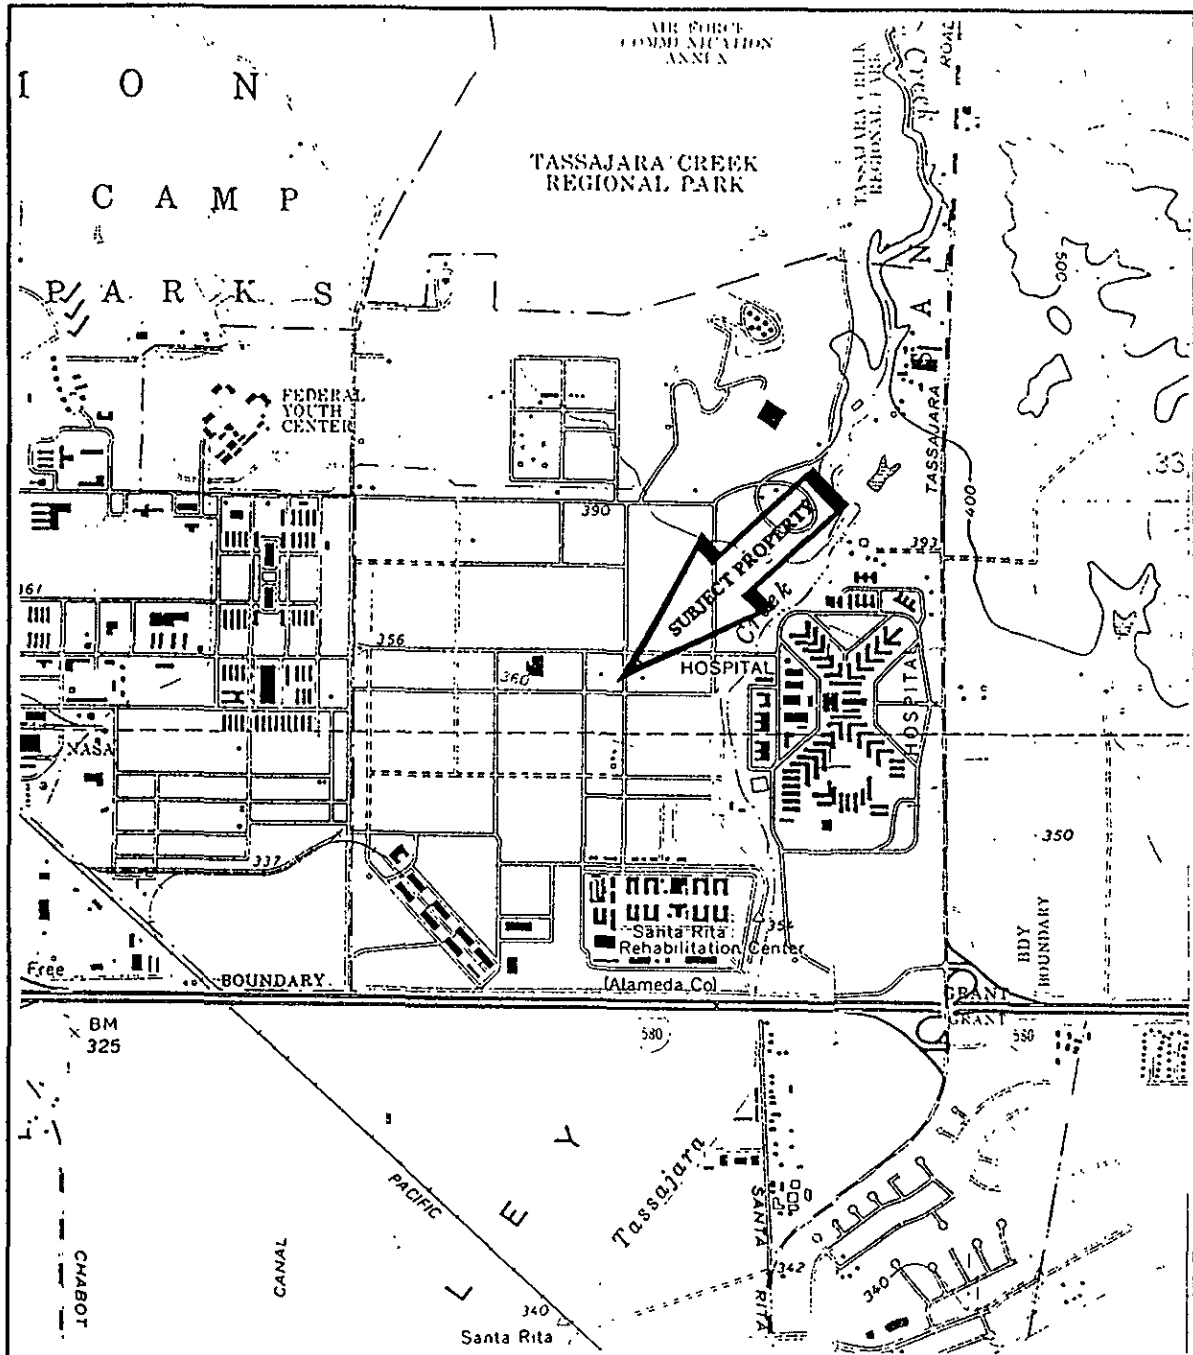 AIR FORCE
COMMUNICATION
ANNEX
I O N
TASSAJARA CREEK
REGIONAL PARK
Creek
ROAD
TASSAJARA CREEK
REGIONAL PARK
C A M P
P A R K S
S A N
500
FEDERAL
YOUTH
CENTER
TASSAJARA
400
33
390
393
SUBJECT PROPERTY
Creek
361
356
360
HOSPITAL
HOSPITAL
NASA
337
350
354
Santa Rita
Rehabilitation Center
(Alameda Co)
BDY
BOUNDARY
Free
BOUNDARY
GRANT
GRANT
BM
325
580
580
L E Y
PACIFIC
Tassajara
SANTA RITA
CANAL
CHABOT
342
340
340
Santa Rita